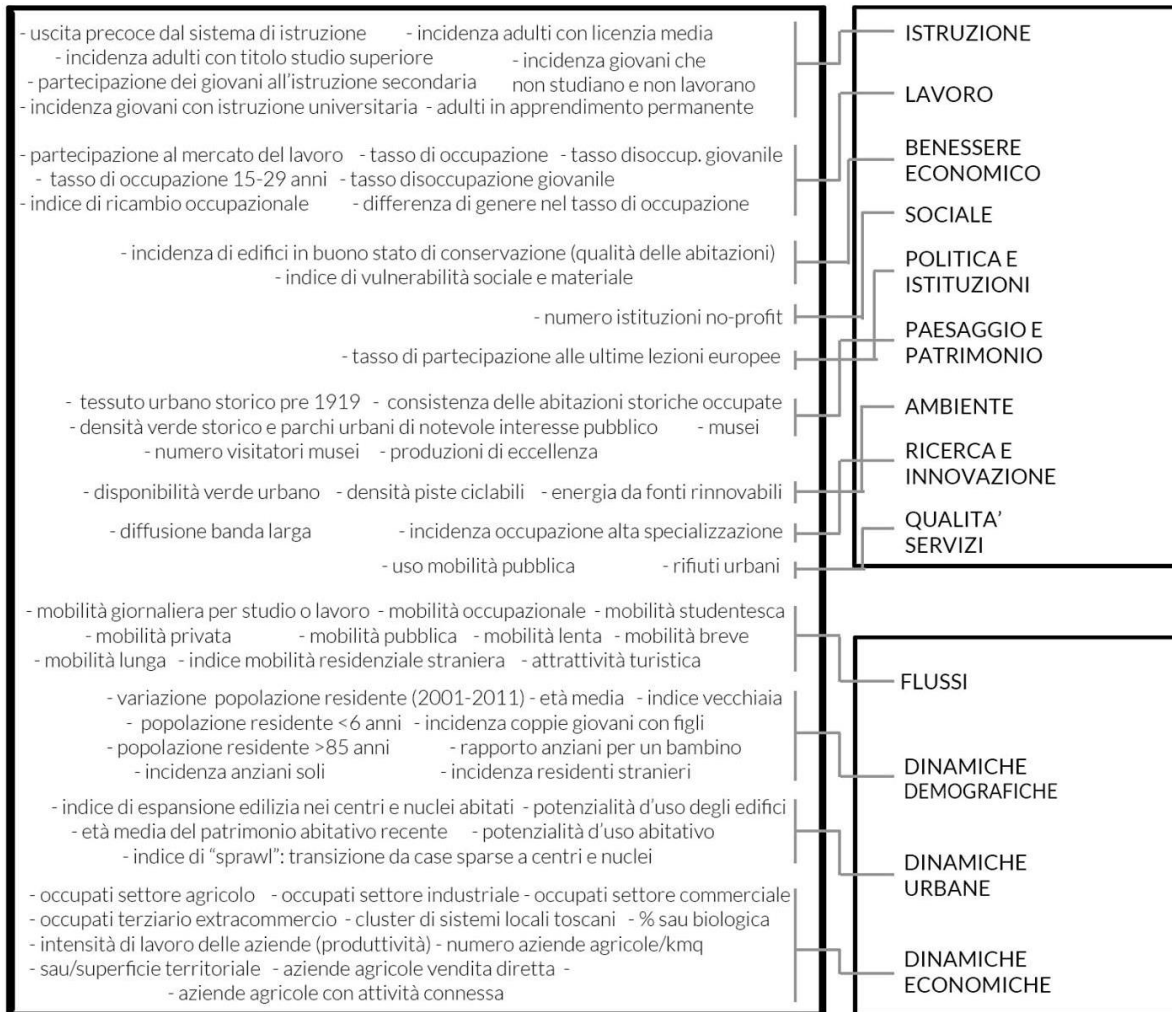 - uscita precoce dal sistema di istruzione - incidenza adulti con licenzia media
- incidenza adulti con titolo studio superiore - incidenza giovani che
- partecipazione dei giovani all'istruzione secondaria non studiano e non lavorano
- incidenza giovani con istruzione universitaria - adulti in apprendimento permanente
- partecipazione al mercato del lavoro - tasso di occupazione - tasso disoccup. giovanile
- tasso di occupazione 15-29 anni - tasso disoccupazione giovanile
- indice di ricambio occupazionale - differenza di genere nel tasso di occupazione
- incidenza di edifici in buono stato di conservazione (qualità delle abitazioni)
- indice di vulnerabilità sociale e materiale
- numero istituzioni no-profit
- tasso di partecipazione alle ultime lezioni europee
- tessuto urbano storico pre 1919 - consistenza delle abitazioni storiche occupate
- densità verde storico e parchi urbani di notevole interesse pubblico - musei
- numero visitatori musei - produzioni di eccellenza
- disponibilità verde urbano - densità piste ciclabili - energia da fonti rinnovabili
- diffusione banda larga - incidenza occupazione alta specializzazione
- uso mobilità pubblica - rifiuti urbani
- mobilità giornaliera per studio o lavoro - mobilità occupazionale - mobilità studentesca
- mobilità privata - mobilità pubblica - mobilità lenta - mobilità breve
- mobilità lunga - indice mobilità residenziale straniera - attrattività turistica
- variazione popolazione residente (2001-2011) - età media - indice vecchiaia
- popolazione residente <6 anni - incidenza coppie giovani con figli
- popolazione residente >85 anni - rapporto anziani per un bambino
- incidenza anziani soli - incidenza residenti stranieri
- indice di espansione edilizia nei centri e nuclei abitati - potenzialità d'uso degli edifici
- età media del patrimonio abitativo recente - potenzialità d'uso abitativo
- indice di "sprawl": transizione da case sparse a centri e nuclei
- occupati settore agricolo - occupati settore industriale - occupati settore commerciale
- occupati terziario extracommercio - cluster di sistemi locali toscani - % sau biologica
- intensità di lavoro delle aziende (produttività) - numero aziende agricole/kmq
- sau/superficie territoriale - aziende agricole vendita diretta -
- aziende agricole con attività connessa
ISTRUZIONE
LAVORO
BENESSERE
ECONOMICO
SOCIALE
POLITICA E
ISTITUZIONI
PAESAGGIO E
PATRIMONIO
AMBIENTE
RICERCA E
INNOVAZIONE
QUALITA'
SERVIZI
FLUSSI
DINAMICHE
DEMOGRAFICHE
DINAMICHE
URBANE
DINAMICHE
ECONOMICHE